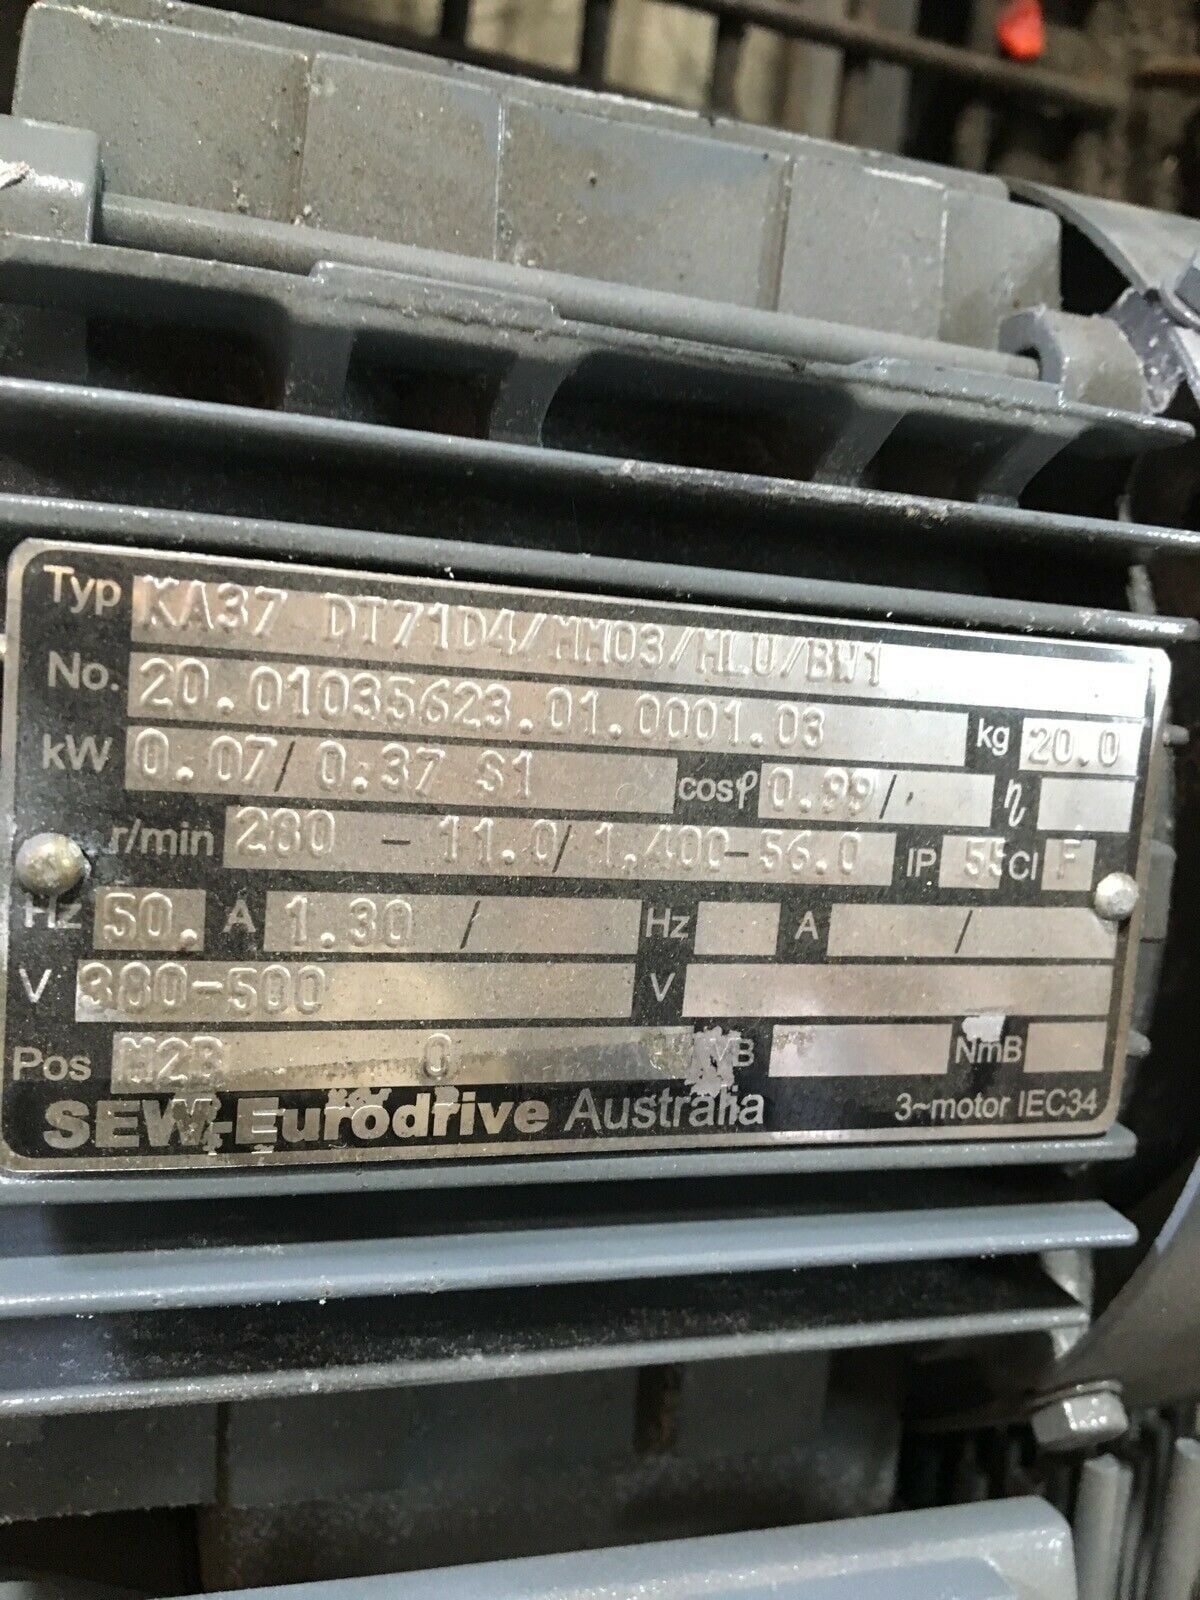 Typ KA37 DT71D4/MM03/MLU/BW1
No. 20.01035623.01.0001.03 kg 20.0
kW 0.07/ 0.37 S1 cosφ 0.99/ η
r/min 280 - 11.0/ 1.400-56.0 IP 55 Cl F
Hz 50. A 1.30 / Hz A /
V 380-500 V
Pos M2B 0 NmB
SEW-Eurodrive Australia 3~motor IEC34